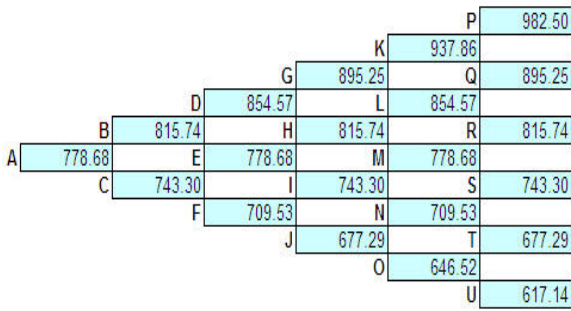 P 982.50
K 937.86
G 895.25 Q 895.25
D 854.57 L 854.57
B 815.74 H 815.74 R 815.74
A 778.68 E 778.68 M 778.68
C 743.30 I 743.30 S 743.30
F 709.53 N 709.53
J 677.29 T 677.29
O 646.52
U 617.14